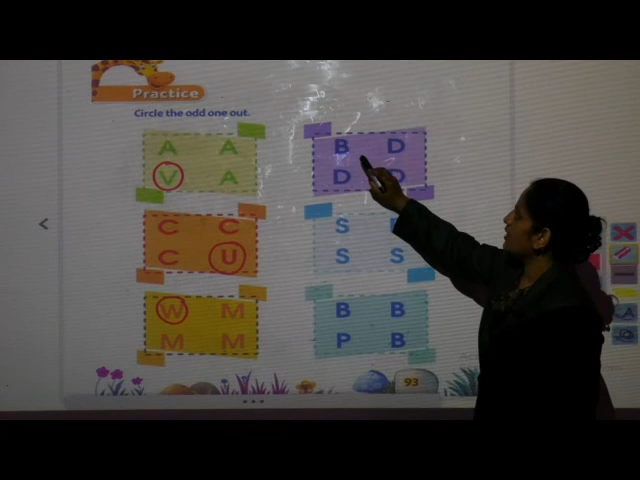 Practice
Circle the odd one out.
A A
V A
B D
D D
C C
C U
S
S S
W M
M M
B B
P B
93